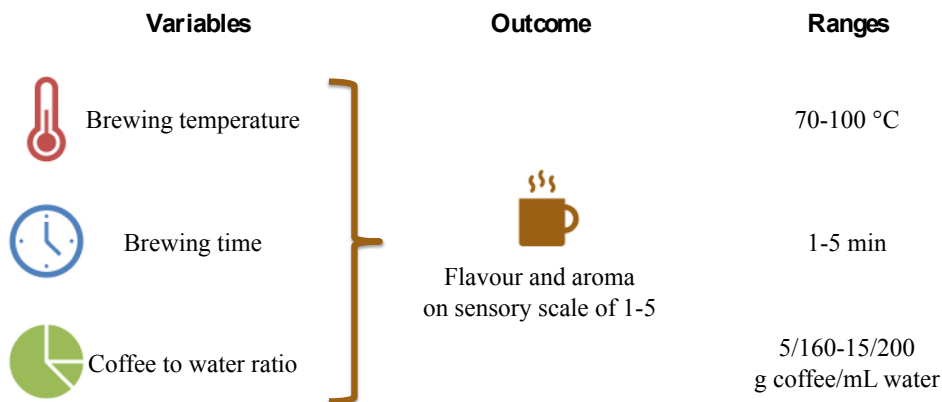 Variables
Outcome
Ranges
Brewing temperature
70-100 °C
Brewing time
Flavour and aroma
on sensory scale of 1-5
1-5 min
Coffee to water ratio
5/160-15/200
g coffee/mL water